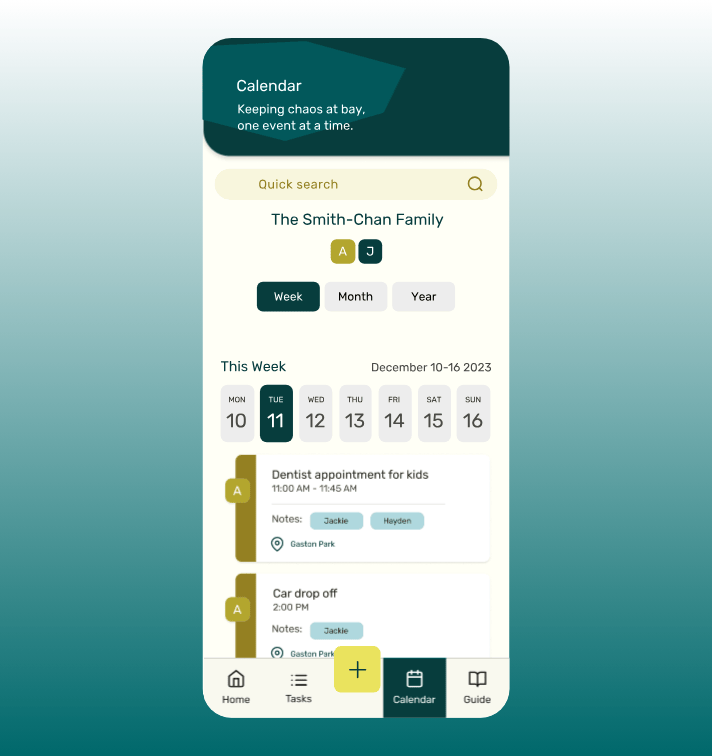 Calendar
Keeping chaos at bay,
one event at a time.
Quick search
The Smith-Chan Family
A J
Week Month Year
This Week December 10-16 2023
MON TUE WED THU FRI SAT SUN
10 11 12 13 14 15 16
Dentist appointment for kids
11:00 AM - 11:45 AM
A
Notes: Jackie Hayden
Gaston Park
Car drop off
2:00 PM
A
Notes: Jackie
Gaston Park
+
Home Tasks Calendar Guide